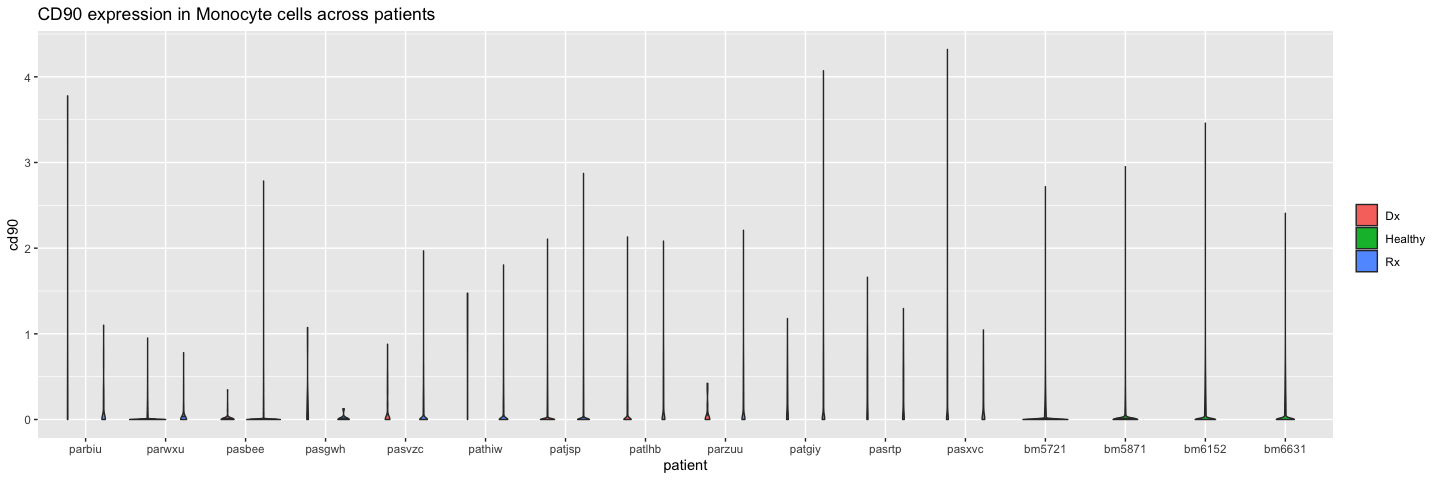 CD90 expression in Monocyte cells across patients
cd90
4
3
2
1
0
parbiu parwxu pasbee pasgwh pasvzc pathiw patjsp patlhb parzuu patgiy pasrtp pasxvc bm5721 bm5871 bm6152 bm6631
patient
Dx
Healthy
Rx